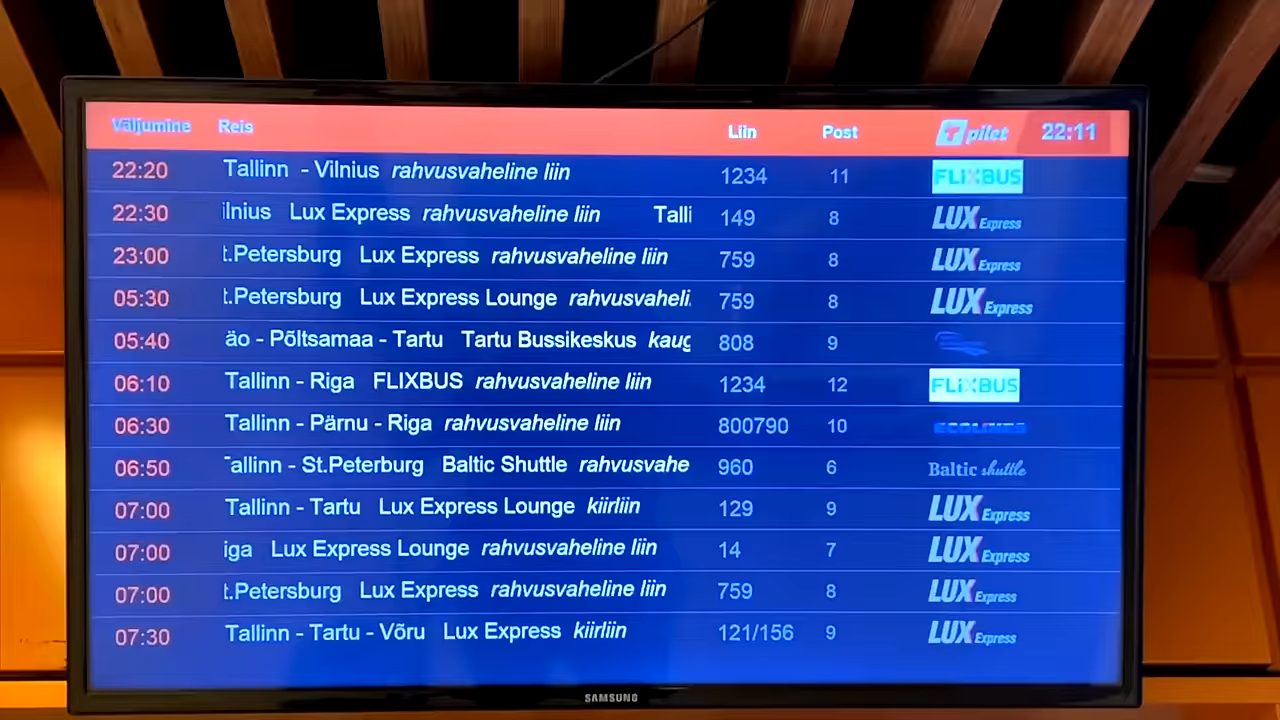 Väljumine Reis Liin Post Tpilet 22:11
22:20 Tallinn - Vilnius rahvusvaheline liin 1234 11 FLiXBUS
22:30 ilnius Lux Express rahvusvaheline liin Talli 149 8 LUX Express
23:00 t.Petersburg Lux Express rahvusvaheline liin 759 8 LUX Express
05:30 t.Petersburg Lux Express Lounge rahvusvaheli 759 8 LUX Express
05:40 äo - Põltsamaa - Tartu Tartu Bussikeskus kaug 808 9
06:10 Tallinn - Riga FLIXBUS rahvusvaheline liin 1234 12 FLiXBUS
06:30 Tallinn - Pärnu - Riga rahvusvaheline liin 800790 10 ECOLINES
06:50 Tallinn - St.Peterburg Baltic Shuttle rahvusvahe 960 6 Baltic shuttle
07:00 Tallinn - Tartu Lux Express Lounge kiirliin 129 9 LUX Express
07:00 iga Lux Express Lounge rahvusvaheline liin 14 7 LUX Express
07:00 t.Petersburg Lux Express rahvusvaheline liin 759 8 LUX Express
07:30 Tallinn - Tartu - Võru Lux Express kiirliin 121/156 9 LUX Express
SAMSUNG